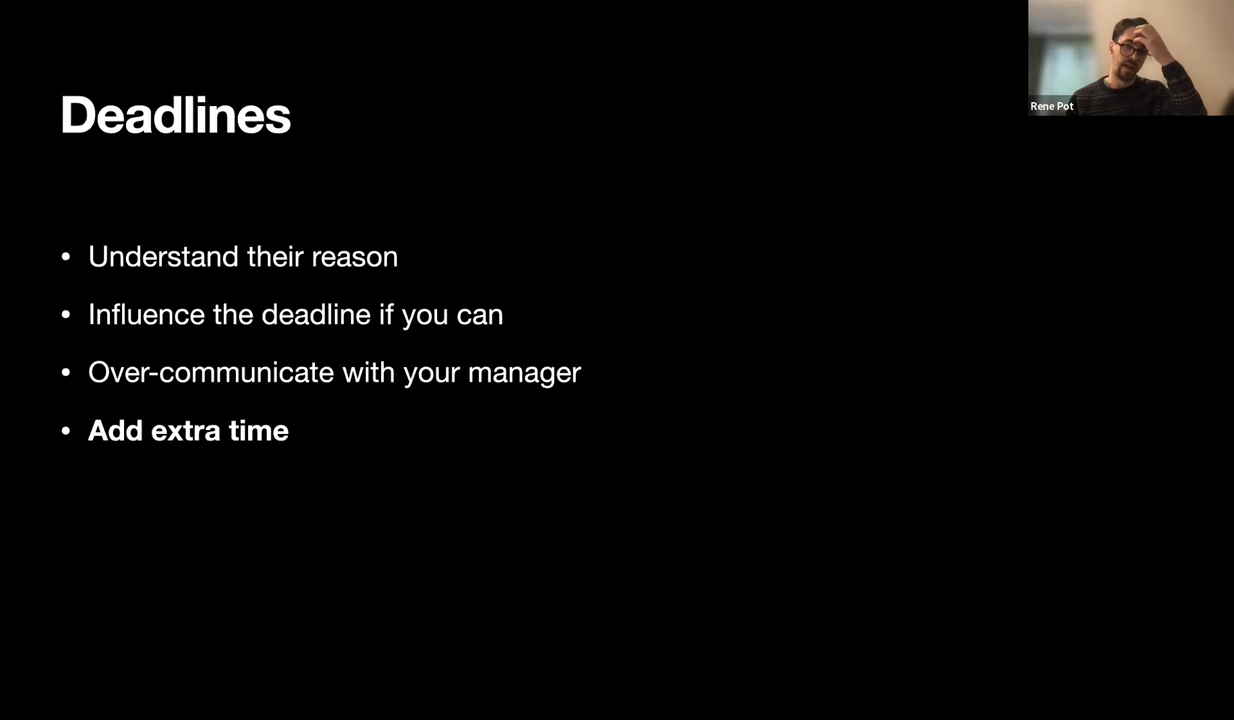 Deadlines
• Understand their reason
• Influence the deadline if you can
• Over-communicate with your manager
• Add extra time
Rene Pot